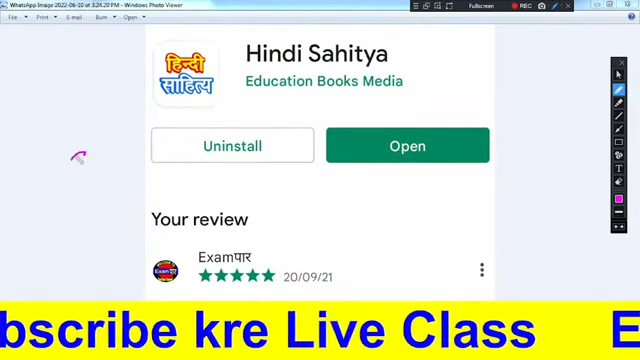 WhatsApp Image 2022-06-10 at 3.24.20 PM - Windows Photo Viewer
Fullscreen
REC
File Print E-mail Burn Open
हिन्दी
साहित्य
Hindi Sahitya
Education Books Media
Uninstall
Open
Your review
Examपार
Examपार
20/09/21
bscribe kre Live Class E